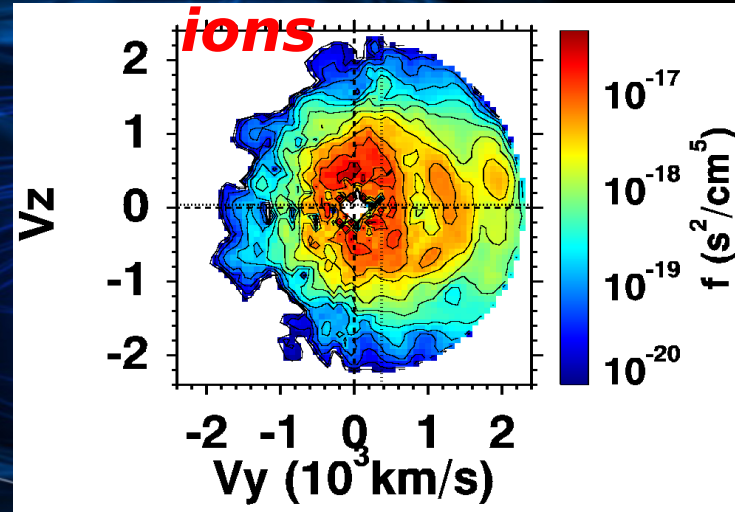 ions
2
1
0
-1
-2
Vz
-2 -1 0 1 2
Vy (10³km/s)
10⁻¹⁷
10⁻¹⁸
10⁻¹⁹
10⁻²⁰
f (s²/cm⁵)